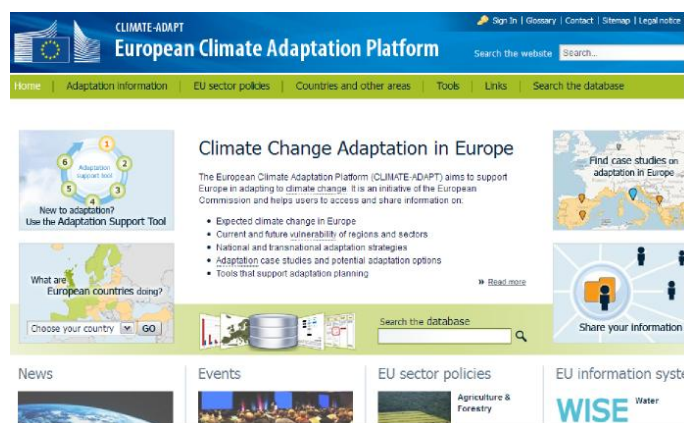 CLIMATE-ADAPT
European Climate Adaptation Platform
Sign In | Glossary | Contact | Sitemap | Legal notice
Search the website
Search...
Home | Adaptation information | EU sector policies | Countries and other areas | Tools | Links | Search the database
1
2
3
4
5
6
Adaptation
support tool
New to adaptation?
Use the Adaptation Support Tool
What are
European countries doing?
Choose your country
GO
Climate Change Adaptation in Europe
The European Climate Adaptation Platform (CLIMATE-ADAPT) aims to support
Europe in adapting to climate change. It is an initiative of the European
Commission and helps users to access and share information on:
• Expected climate change in Europe
• Current and future vulnerability of regions and sectors
• National and transnational adaptation strategies
• Adaptation case studies and potential adaptation options
• Tools that support adaptation planning
» Read more
Search the database
Find case studies on
adaptation in Europe
Share your information
News
Events
EU sector policies
Agriculture &
Forestry
EU information syste
WISE
Water